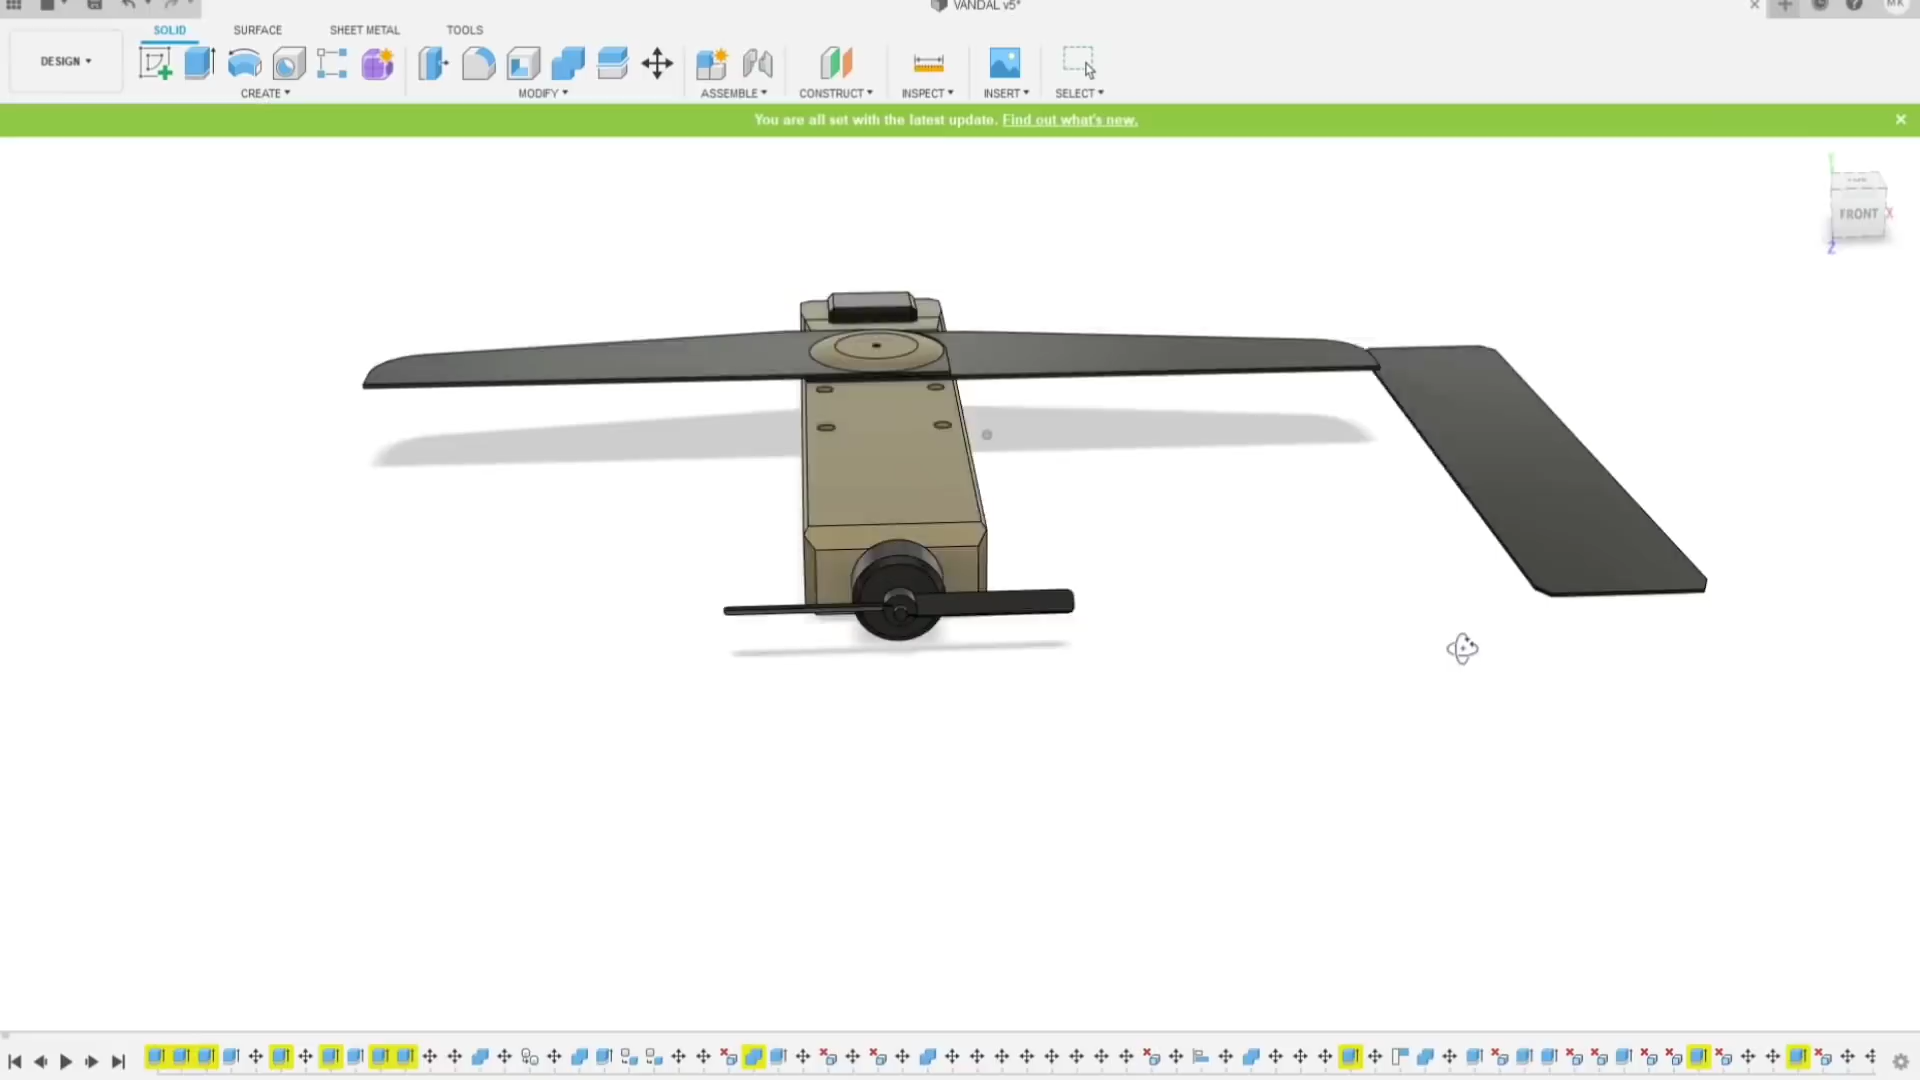 VANDAL v5*
MK
SOLID SURFACE SHEET METAL TOOLS
DESIGN
CREATE MODIFY ASSEMBLE CONSTRUCT INSPECT INSERT SELECT
You are all set with the latest update. Find out what's new.
FRONT
X
Z